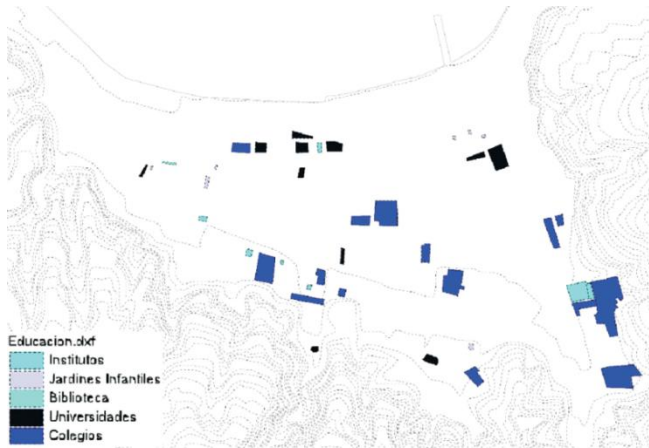 Educacion.dxf
Institutos
Jardines Infantiles
Biblioteca
Universidades
Colegios